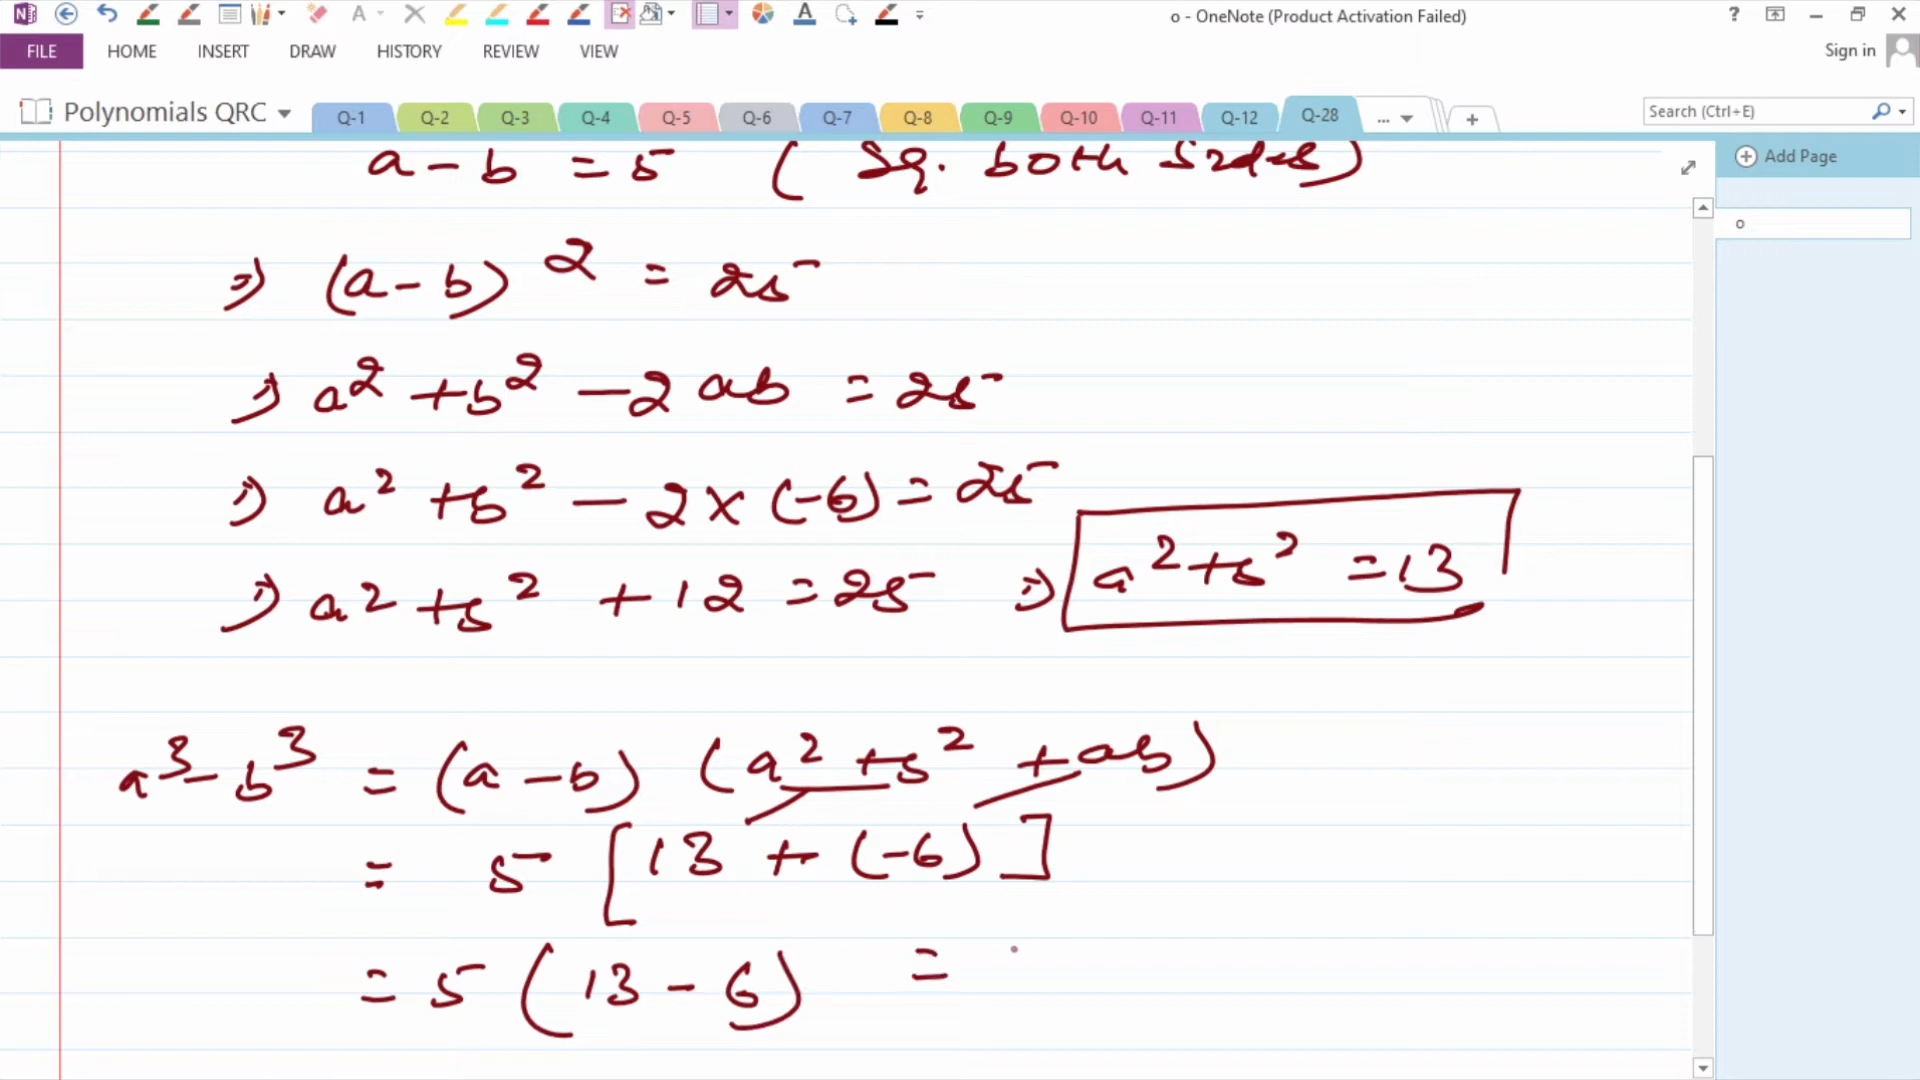 o - OneNote (Product Activation Failed)
?
FILE HOME INSERT DRAW HISTORY REVIEW VIEW
Sign in
Polynomials QRC Q-1 Q-2 Q-3 Q-4 Q-5 Q-6 Q-7 Q-8 Q-9 Q-10 Q-11 Q-12 Q-28 ...
Search (Ctrl+E)
Add Page
o
a - b = 5 ( Sq. both sides)
⇒ (a - b)² = 25
⇒ a² + b² - 2ab = 25
⇒ a² + b² - 2 × (-6) = 25
⇒ a² + b² + 12 = 25 ⇒ a² + b² = 13
a³ - b³ = (a - b) (a² + b² + ab)
= 5 [13 + (-6)]
= 5 (13 - 6) =